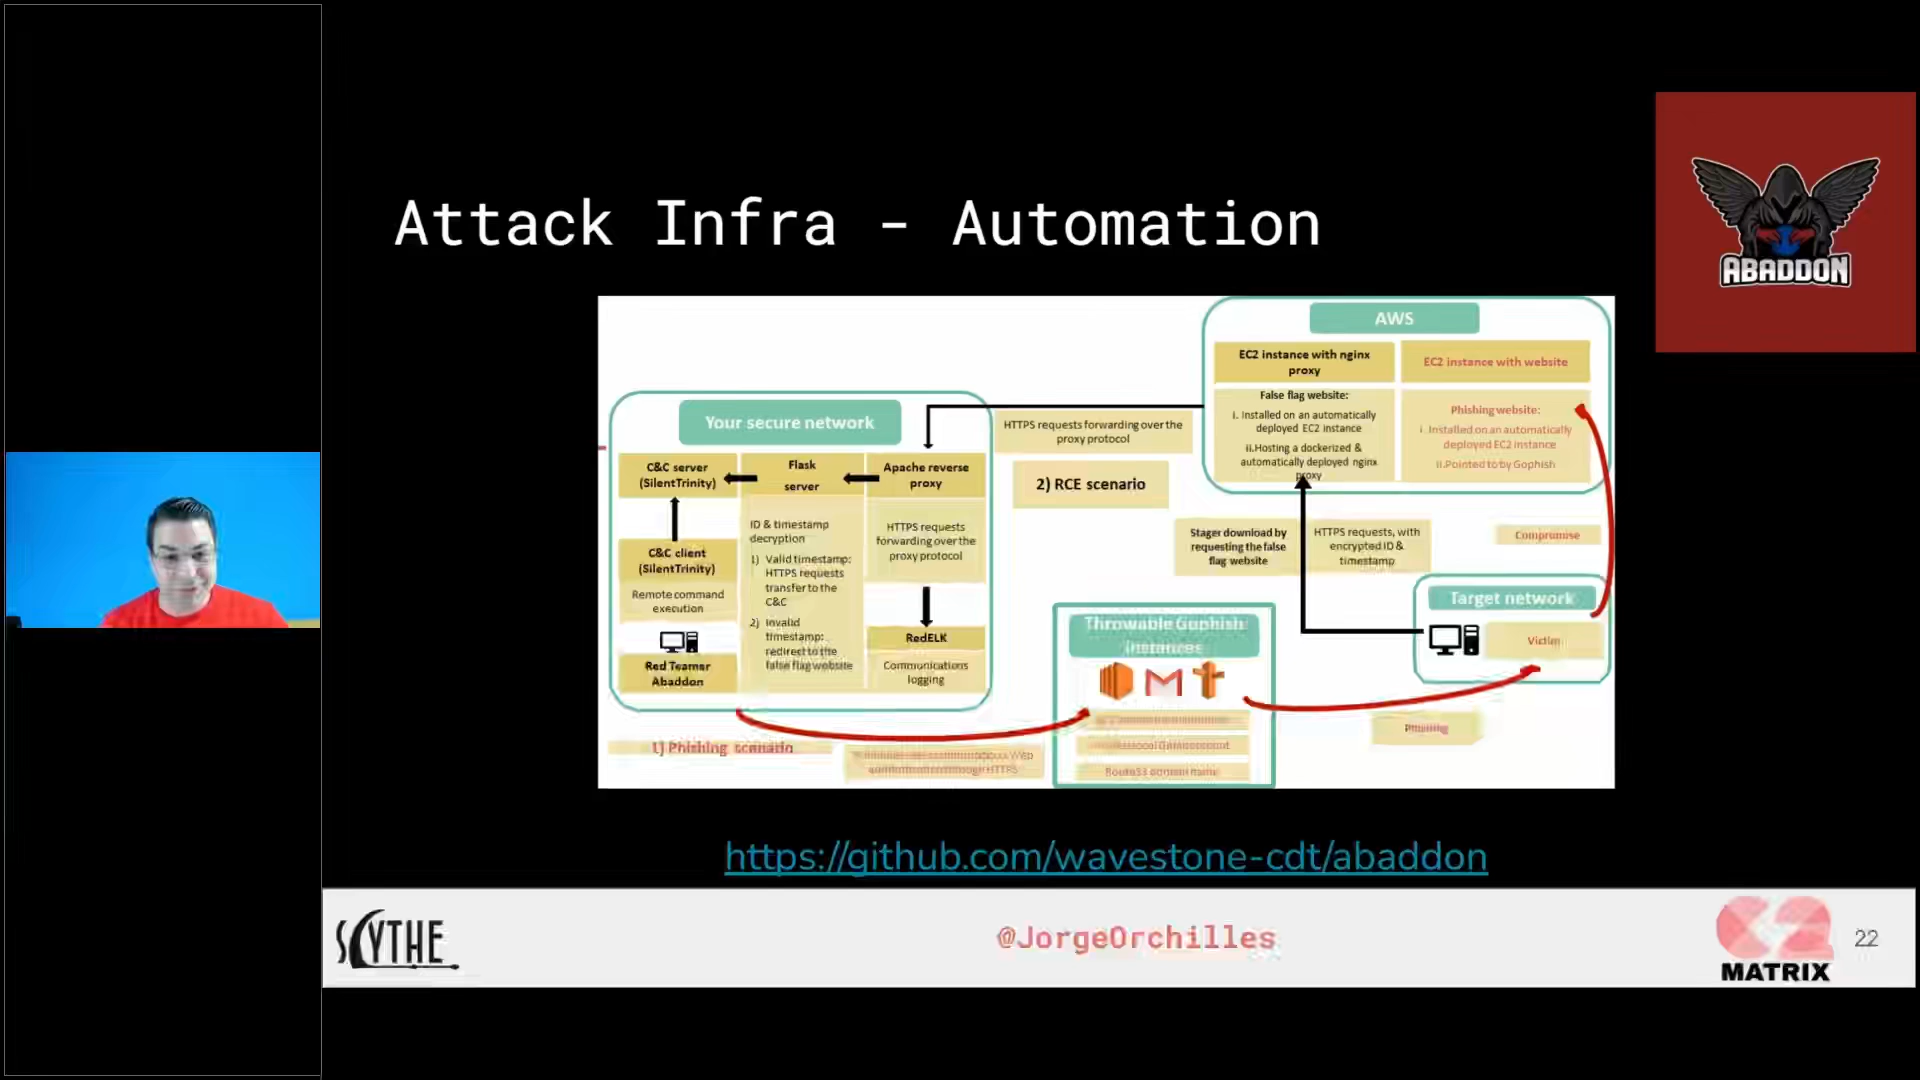 Attack Infra - Automation
ABADDON
AWS
EC2 instance with nginx
proxy
False flag website:
i. Installed on an automatically
deployed EC2 instance
ii.Hosting a dockerized &
automatically deployed nginx
proxy
EC2 instance with website
Phishing website:
i .Installed on an automatically
deployed EC2 instance
ii.Pointed to by Gophish
Your secure network
C&C server
(SilentTrinity)
C&C client
(SilentTrinity)
Remote command
execution
Red Teamer
Abaddon
Flask
server
ID & timestamp
decryption
1) Valid timestamp:
HTTPS requests
transfer to the
C&C
2) Invalid
timestamp:
redirect to the
false flag website
Apache reverse
proxy
HTTPS requests
forwarding over the
proxy protocol
RedELK
Communications
logging
HTTPS requests forwarding over the
proxy protocol
2) RCE scenario
Stager download by
requesting the false
flag website
HTTPS requests, with
encrypted ID &
timestamp
Compromise
Target network
Victim
Throwable Gophish
instances
Route53 domain name
Phishing
1) Phishing scenario
through HTTPS
https://github.com/wavestone-cdt/abaddon
SCYTHE
@JorgeOrchilles
C2
MATRIX
22